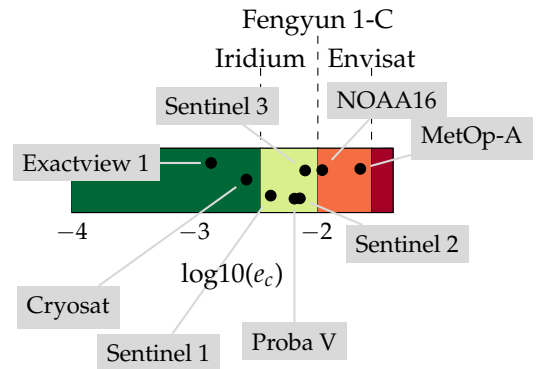 Fengyun 1-C
Iridium Envisat
Sentinel 3 NOAA16
MetOp-A
Exactview 1
−4 −3 −2
Sentinel 2
log10(e_c)
Cryosat
Proba V
Sentinel 1